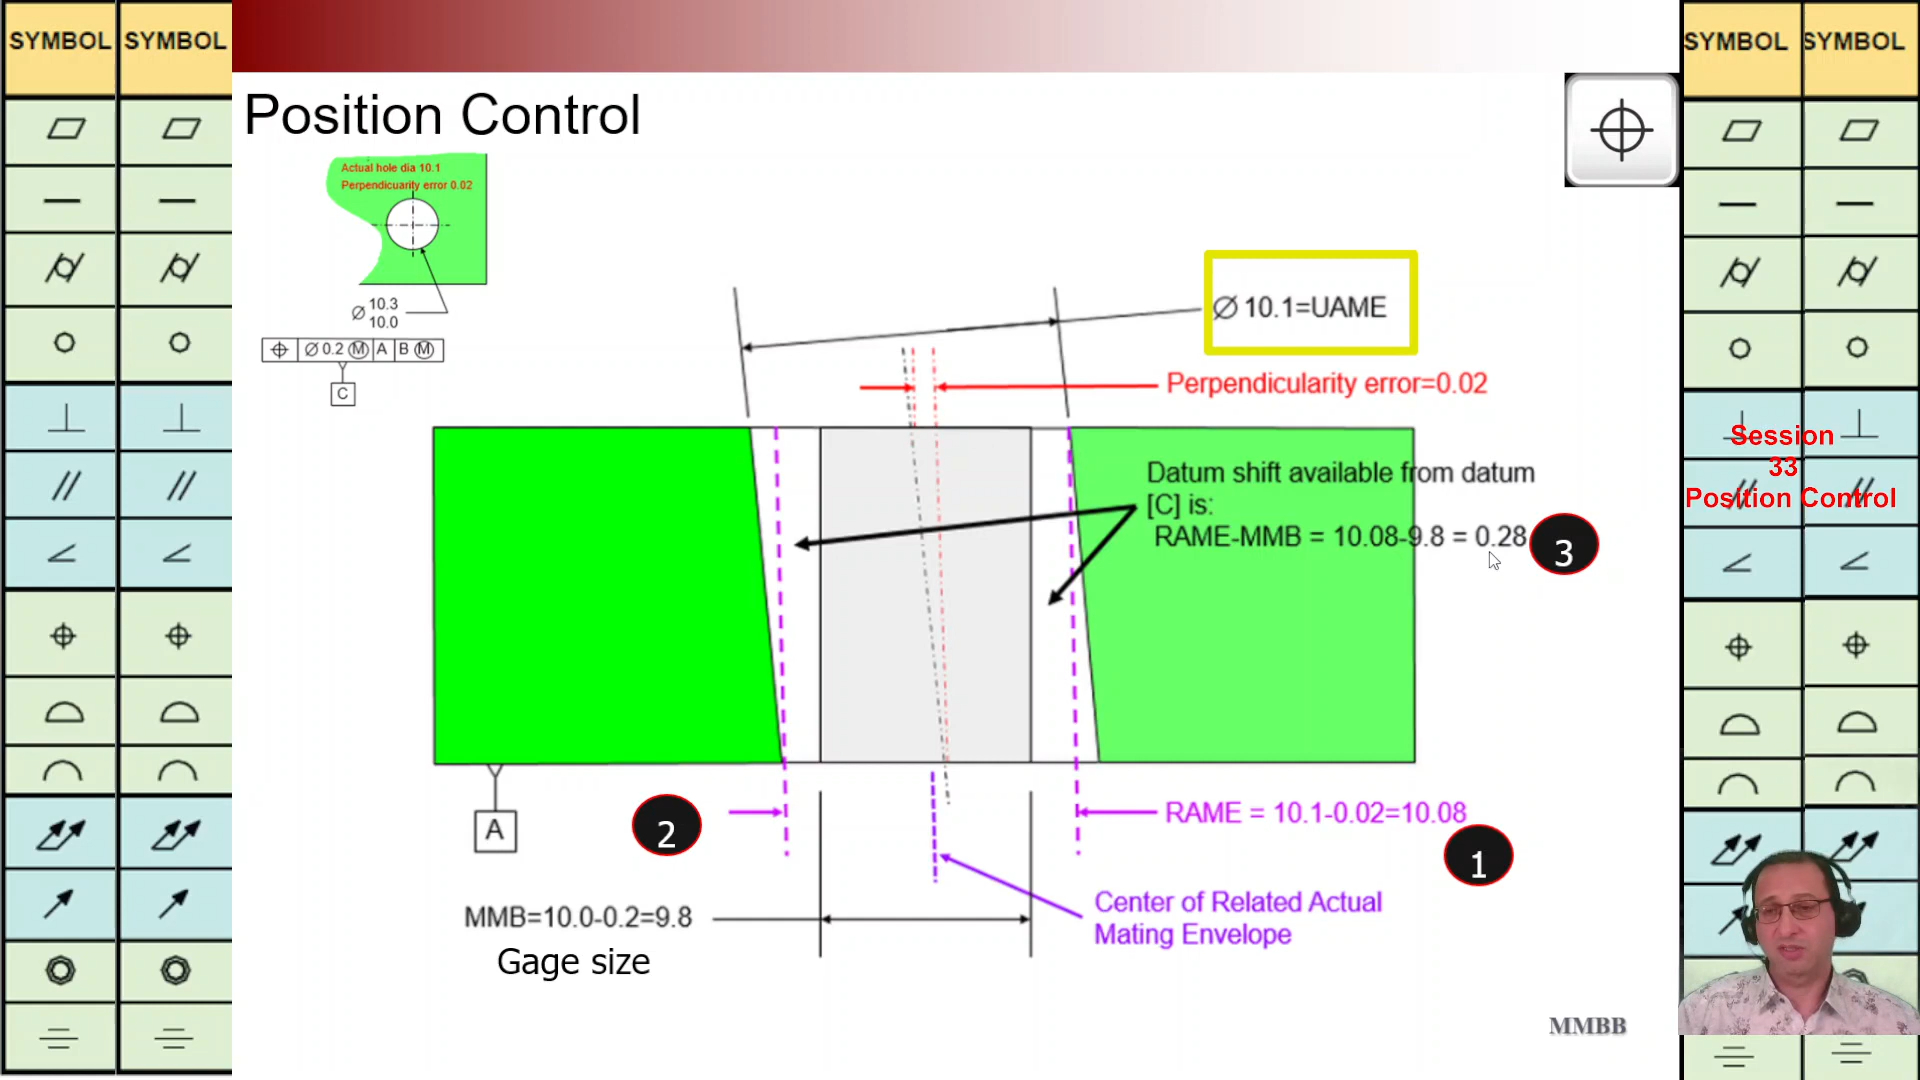 SYMBOL SYMBOL
SYMBOL SYMBOL
Position Control
Actual hole dia 10.1
Perpendicuarity error 0.02
⌀ 10.3
10.0
⌖ ⌀ 0.2 Ⓜ A B Ⓜ
C
⌀ 10.1=UAME
Perpendicularity error=0.02
Datum shift available from datum
[C] is:
RAME-MMB = 10.08-9.8 = 0.28
3
Session
33
Position Control
A
2
RAME = 10.1-0.02=10.08
1
MMB=10.0-0.2=9.8
Gage size
Center of Related Actual
Mating Envelope
MMBB